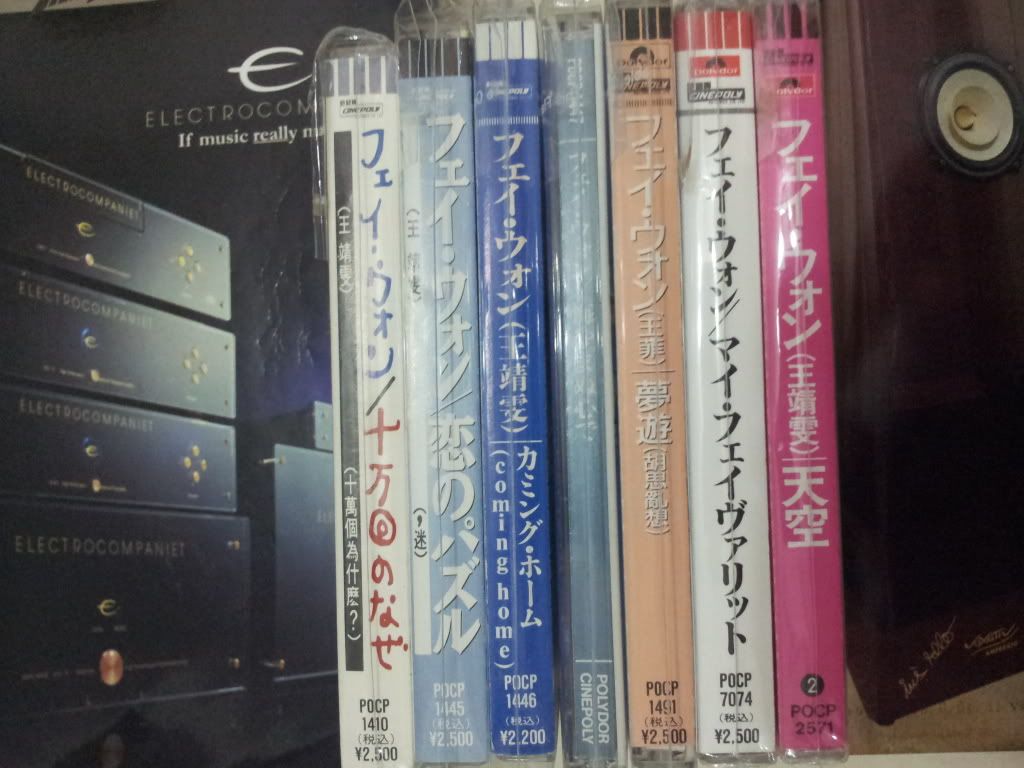 ELECTROCOM
If music really m
ELECTROCOMPANIET
ELECTROCOMPANIET
ELECTROCOMPANIET
ELECTROCOMPANIET
CINEPOLY
フェイ・ウォン/十万回のなぜ
(王靖雯)
(十萬個為什麼?)
POCP
1410
(税込)
¥2,500
フェイ・ウォン/恋のパズル
POCP
1445
(税込)
¥2,500
CINEPOLY
フェイ・ウォン(王靖雯)
カミング・ホーム
(coming home)
POCP
1446
(税込)
¥2,200
POLYDOR
CINEPOLY
polydor
CINEPOLY
フェイ・ウォン(王菲)
夢遊(胡思亂想)
POCP
1491
(税込)
¥2,500
polydor
CINEPOLY
フェイ・ウォン/マイ・フェイヴァリット
POCP
7074
(税込)
¥2,500
polydor
フェイ・ウォン(王靖雯)天空
2
POCP
2571